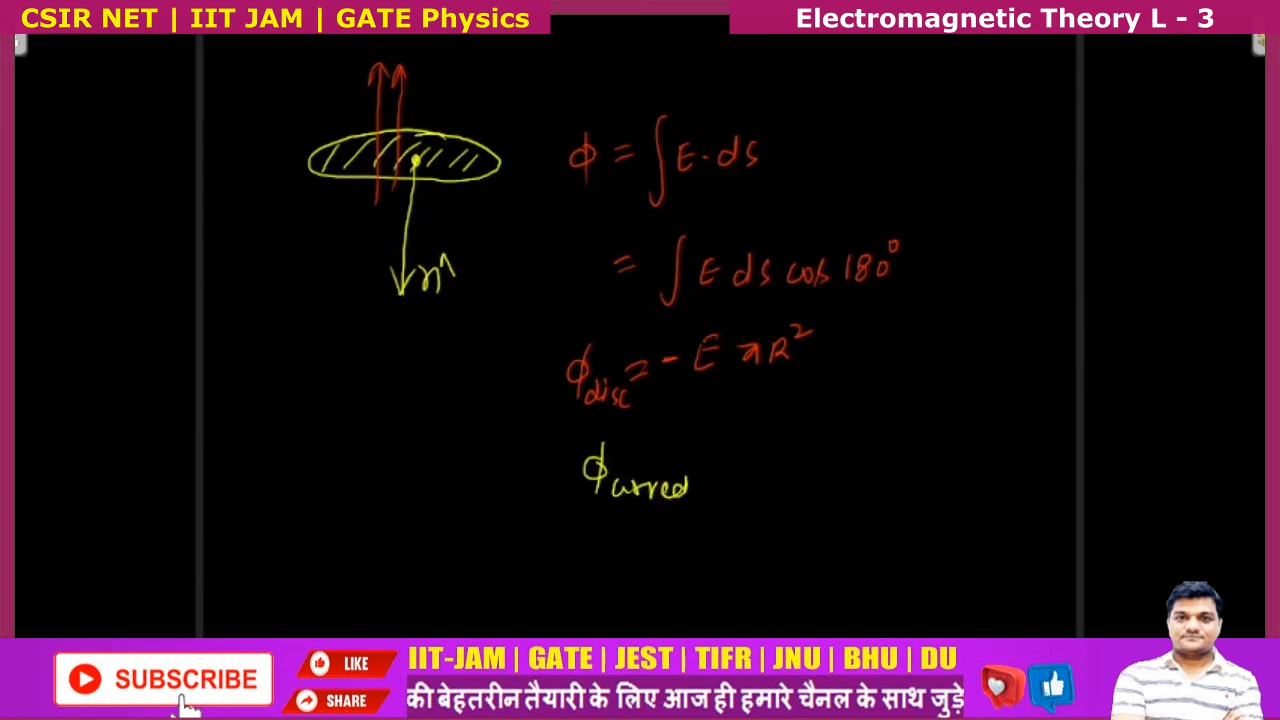 CSIR NET | IIT JAM | GATE Physics
Electromagnetic Theory L - 3
ϕ = ∫ E · ds
= ∫ E ds cos 180°
ϕdisc = - E πR²
n^
ϕ
SUBSCRIBE
LIKE
SHARE
IIT-JAM | GATE | JEST | TIFR | JNU | BHU | DU
की बेहतरीन तैयारी के लिए आज ही हमारे चैनल के साथ जुड़े